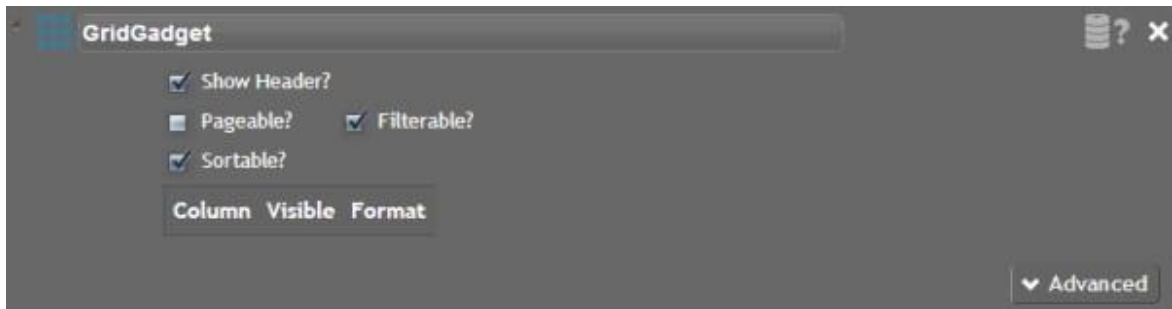 GridGadget ?
Show Header?
Pageable? Filterable?
Sortable?
Column Visible Format
Advanced